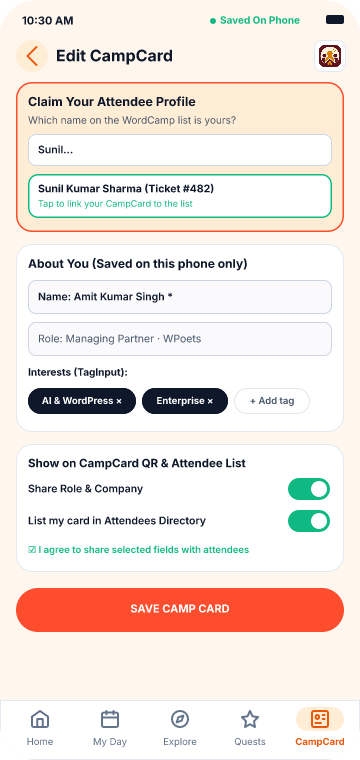 10:30 AM
Saved On Phone
Edit CampCard
Claim Your Attendee Profile
Which name on the WordCamp list is yours?
Sunil...
Sunil Kumar Sharma (Ticket #482)
Tap to link your CampCard to the list
About You (Saved on this phone only)
Name: Amit Kumar Singh *
Role: Managing Partner · WPoets
Interests (TagInput):
AI & WordPress × Enterprise × + Add tag
Show on CampCard QR & Attendee List
Share Role & Company
List my card in Attendees Directory
☑ I agree to share selected fields with attendees
SAVE CAMP CARD
Home My Day Explore Quests CampCard